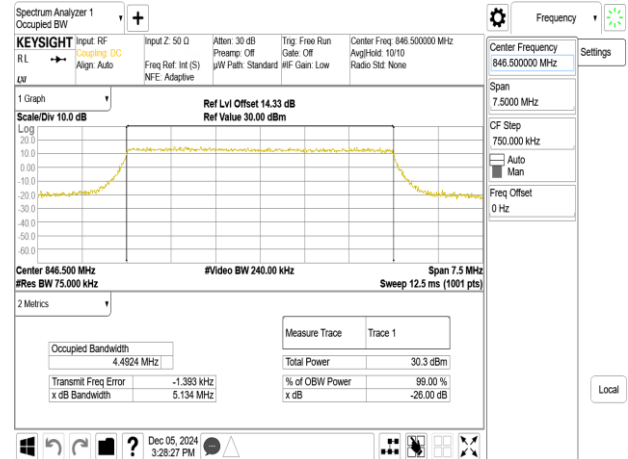 Spectrum Analyzer 1
Occupied BW
+
Frequency
KEYSIGHT
RL
LXI
Input: RF
Coupling: DC
Align: Auto
Input Z: 50 Ω
Freq Ref: Int (S)
NFE: Adaptive
Atten: 30 dB
Preamp: Off
µW Path: Standard
Trig: Free Run
Gate: Off
#IF Gain: Low
Center Freq: 846.500000 MHz
Avg|Hold: 10/10
Radio Std: None
Center Frequency
846.500000 MHz
Settings
Span
7.5000 MHz
CF Step
750.000 kHz
Auto
Man
Freq Offset
0 Hz
Local
1 Graph
Scale/Div 10.0 dB
Ref Lvl Offset 14.33 dB
Ref Value 30.00 dBm
Log
20.0
10.0
0.00
-10.0
-20.0
-30.0
-40.0
-50.0
-60.0
Center 846.500 MHz
#Video BW 240.00 kHz
Span 7.5 MHz
#Res BW 75.000 kHz
Sweep 12.5 ms (1001 pts)
2 Metrics
Measure Trace Trace 1
Occupied Bandwidth
4.4924 MHz
Total Power 30.3 dBm
Transmit Freq Error -1.393 kHz
% of OBW Power 99.00 %
x dB Bandwidth 5.134 MHz
x dB -26.00 dB
?
Dec 05, 2024
3:28:27 PM